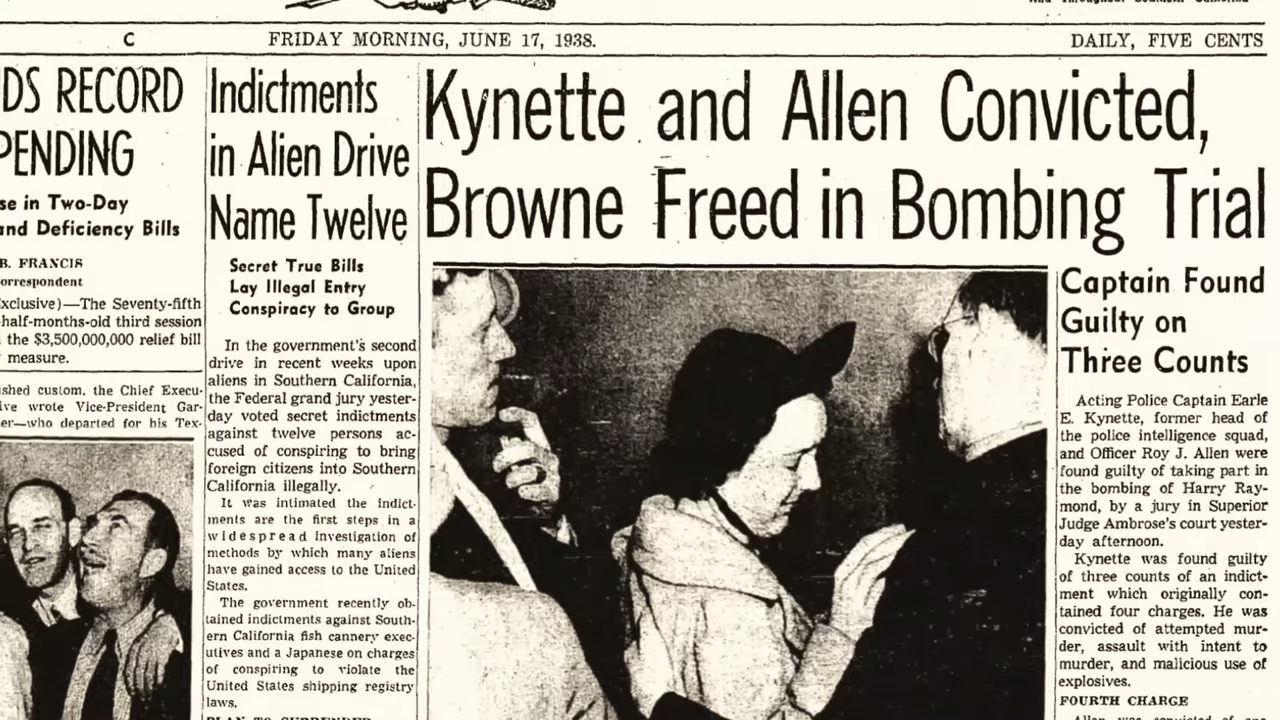 C
FRIDAY MORNING, JUNE 17, 1938.
DAILY, FIVE CENTS
DS RECORD
PENDING
se in Two-Day
and Deficiency Bills
B. FRANCIS
orrespondent
xclusive)—The Seventy-fifth
-half-months-old third session
the $3,500,000,000 relief bill
measure.
ished custom, the Chief Execu-
ive wrote Vice-President Gar-
er—who departed for his Tex-
Indictments
in Alien Drive
Name Twelve
Secret True Bills
Lay Illegal Entry
Conspiracy to Group
In the government's second
drive in recent weeks upon
aliens in Southern California,
the Federal grand jury yester-
day voted secret indictments
against twelve persons ac-
cused of conspiring to bring
foreign citizens into Southern
California illegally.
It was intimated the indict-
ments are the first steps in a
widespread investigation of
methods by which many aliens
have gained access to the United
States.
The government recently ob-
tained indictments against South-
ern California fish cannery exec-
utives and a Japanese on charges
of conspiring to violate the
United States shipping registry
laws.
PLAN TO SURRENDER
Kynette and Allen Convicted,
Browne Freed in Bombing Trial
Captain Found
Guilty on
Three Counts
Acting Police Captain Earle
E. Kynette, former head of
the police intelligence squad,
and Officer Roy J. Allen were
found guilty of taking part in
the bombing of Harry Ray-
mond, by a jury in Superior
Judge Ambrose's court yester-
day afternoon.
Kynette was found guilty
of three counts of an indict-
ment which originally con-
tained four charges. He was
convicted of attempted mur-
der, assault with intent to
murder, and malicious use of
explosives.
FOURTH CHARGE